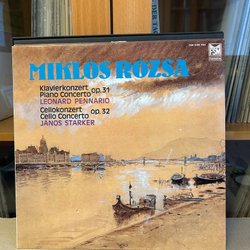 MIKLOS ROZSA
Klavierkonzert
Piano Concerto op. 31
LEONARD PENNARIO
Cellokonzert
Cello Concerto op. 32
JANOS STARKER